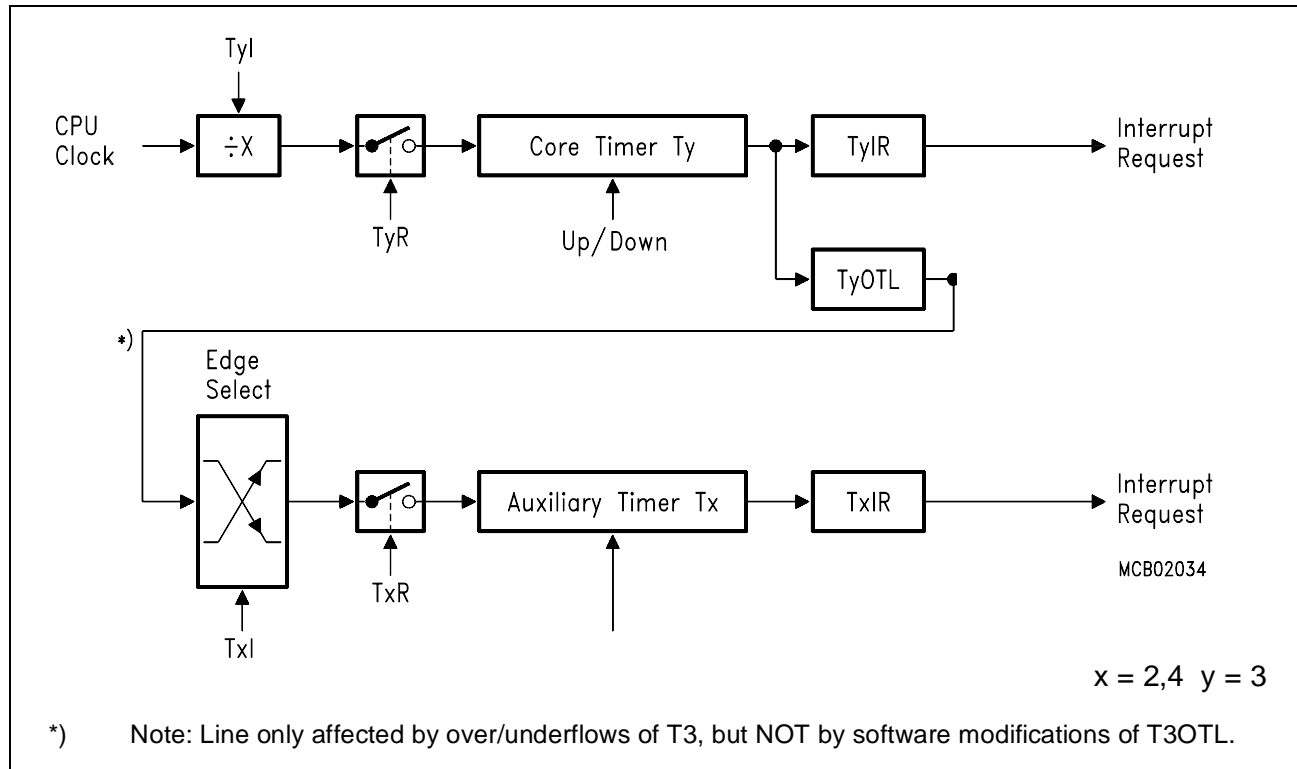 TyI
CPU
Clock
÷X
Core Timer Ty
TyIR
Interrupt
Request
TyR
Up/Down
TyOTL
*)
Edge
Select
Auxiliary Timer Tx
TxIR
Interrupt
Request
TxR
MCB02034
TxI
x = 2,4 y = 3
*) Note: Line only affected by over/underflows of T3, but NOT by software modifications of T3OTL.